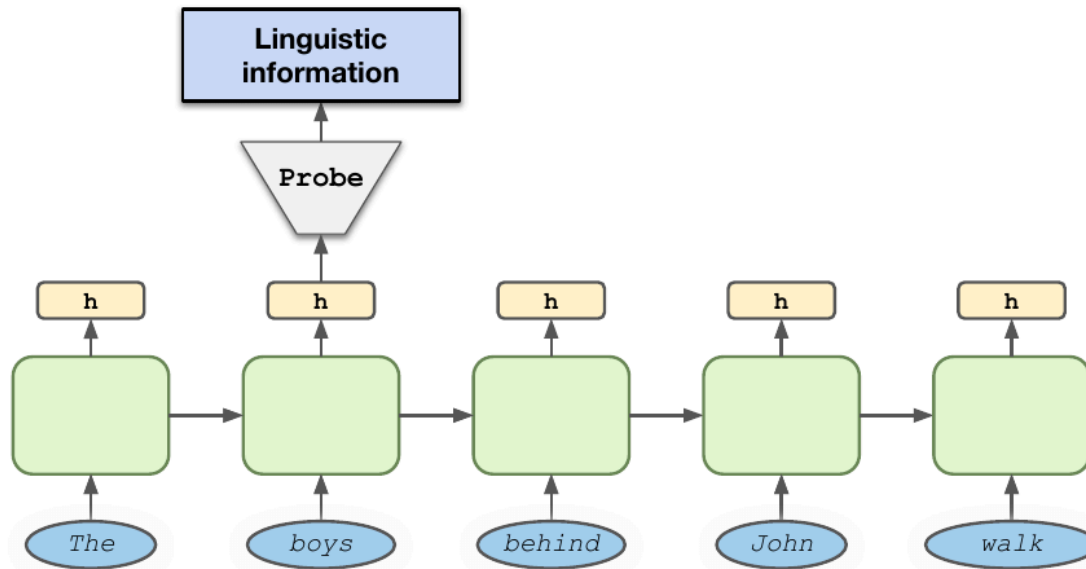 Linguistic
information
Probe
h h h h h
The boys behind John walk